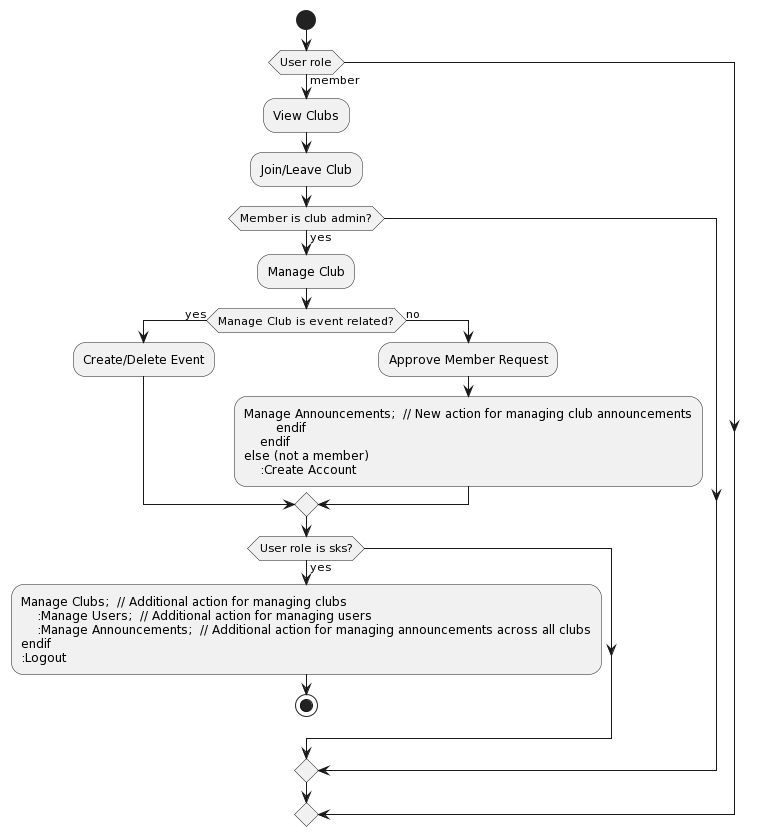 User role
member
View Clubs
Join/Leave Club
Member is club admin?
yes
Manage Club
yes
Manage Club is event related?
no
Create/Delete Event
Approve Member Request
Manage Announcements;  // New action for managing club announcements
endif
endif
else (not a member)
:Create Account
User role is sks?
yes
Manage Clubs;  // Additional action for managing clubs
:Manage Users;  // Additional action for managing users
:Manage Announcements;  // Additional action for managing announcements across all clubs
endif
:Logout